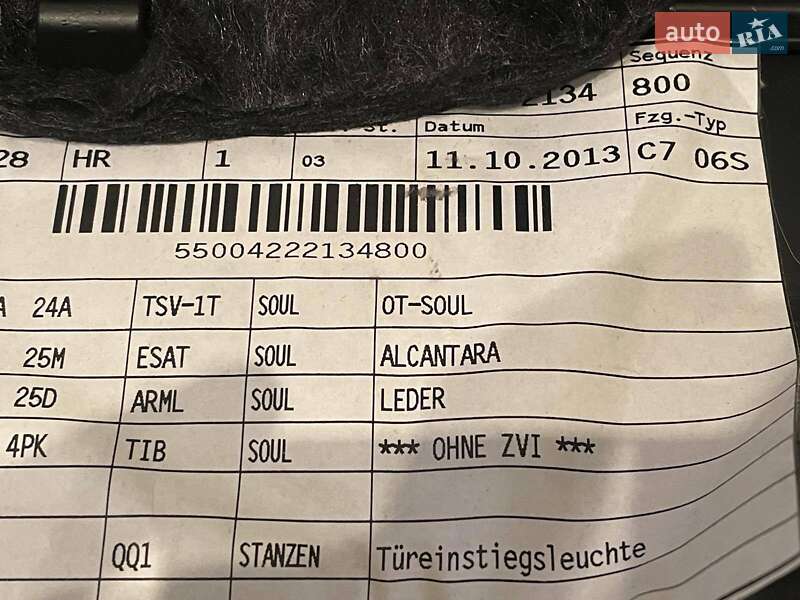 auto RIA .com
Sequenz
2134 800
St. Datum Fzg.-Typ
28 HR 1 03 11.10.2013 C7 06S
55004222134800
A 24A TSV-1T SOUL OT-SOUL
25M ESAT SOUL ALCANTARA
25D ARML SOUL LEDER
4PK TIB SOUL *** OHNE ZVI ***
QQ1 STANZEN Türeinstiegsleuchte